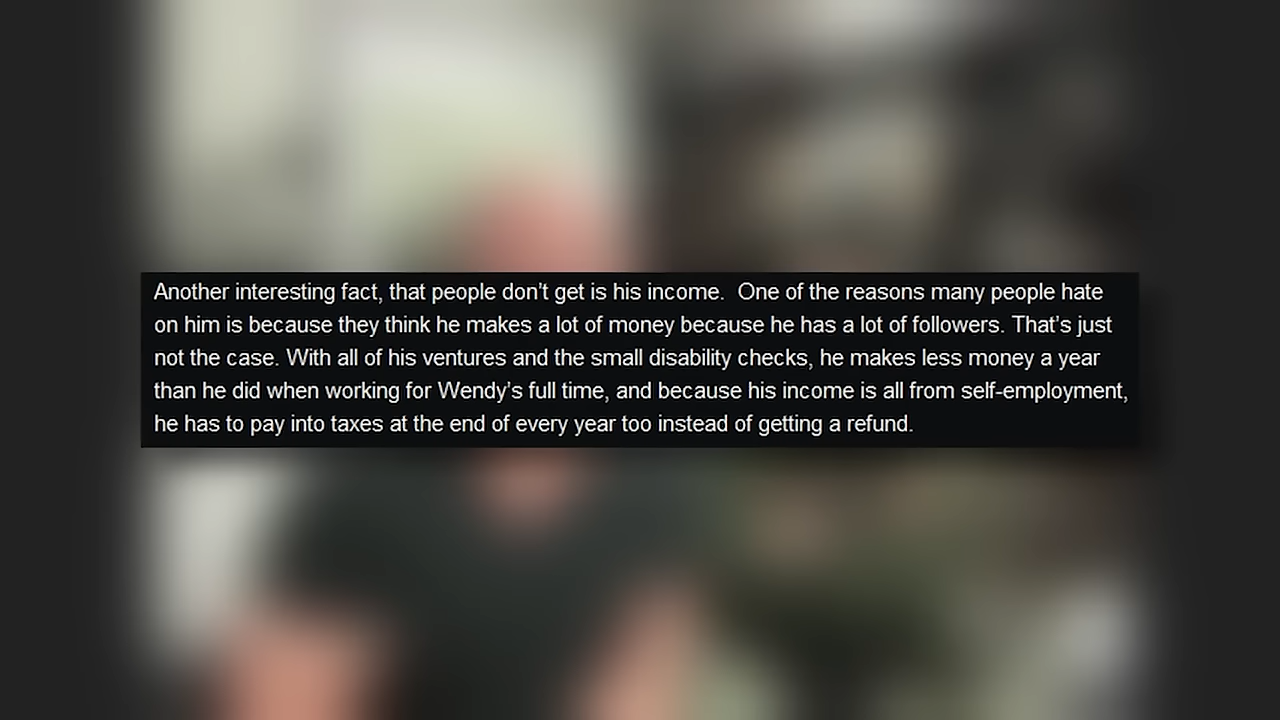 Another interesting fact, that people don't get is his income.  One of the reasons many people hate
on him is because they think he makes a lot of money because he has a lot of followers. That's just
not the case. With all of his ventures and the small disability checks, he makes less money a year
than he did when working for Wendy's full time, and because his income is all from self-employment,
he has to pay into taxes at the end of every year too instead of getting a refund.